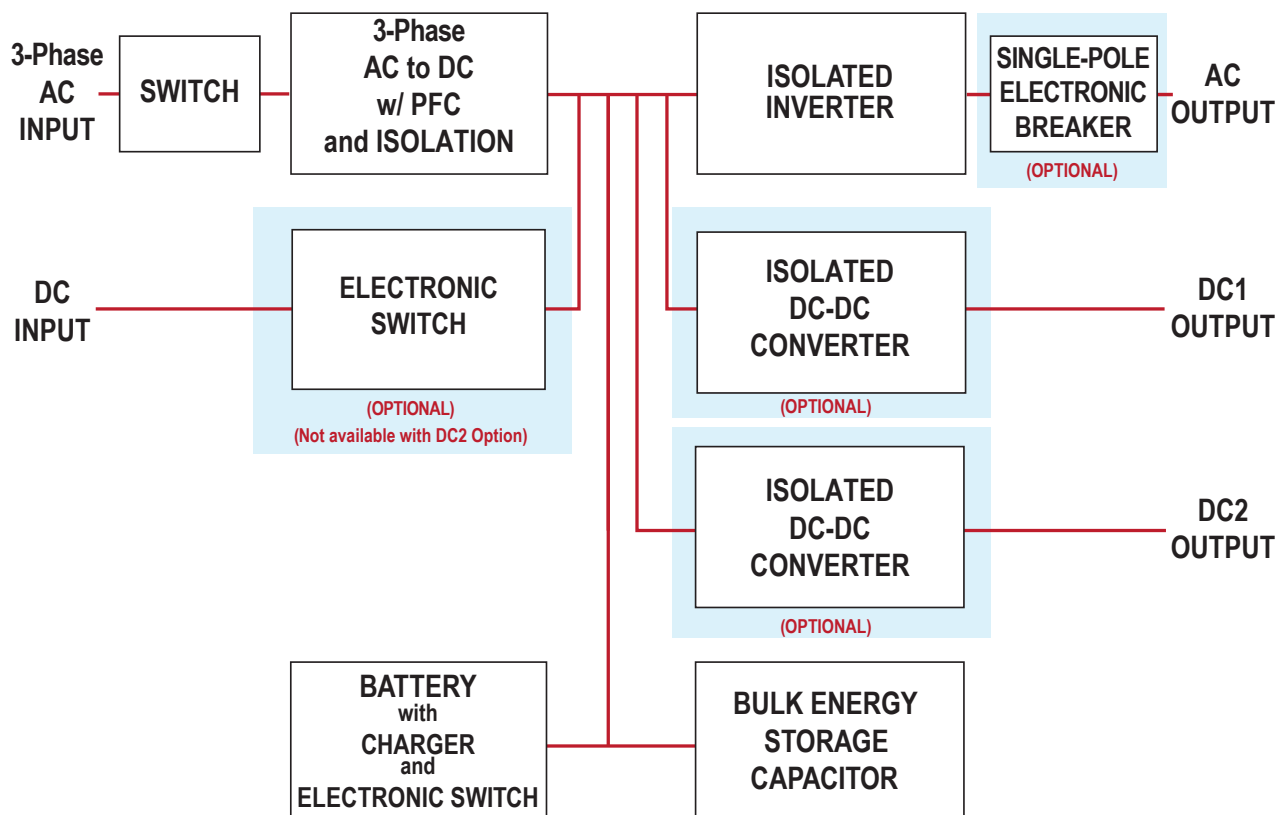 3-Phase
AC
INPUT
SWITCH
3-Phase
AC to DC
w/ PFC
and ISOLATION
ISOLATED
INVERTER
SINGLE-POLE
ELECTRONIC
BREAKER
(OPTIONAL)
AC
OUTPUT
DC
INPUT
ELECTRONIC
SWITCH
(OPTIONAL)
(Not available with DC2 Option)
ISOLATED
DC-DC
CONVERTER
(OPTIONAL)
DC1
OUTPUT
ISOLATED
DC-DC
CONVERTER
(OPTIONAL)
DC2
OUTPUT
BATTERY
with
CHARGER
and
ELECTRONIC SWITCH
BULK ENERGY
STORAGE
CAPACITOR